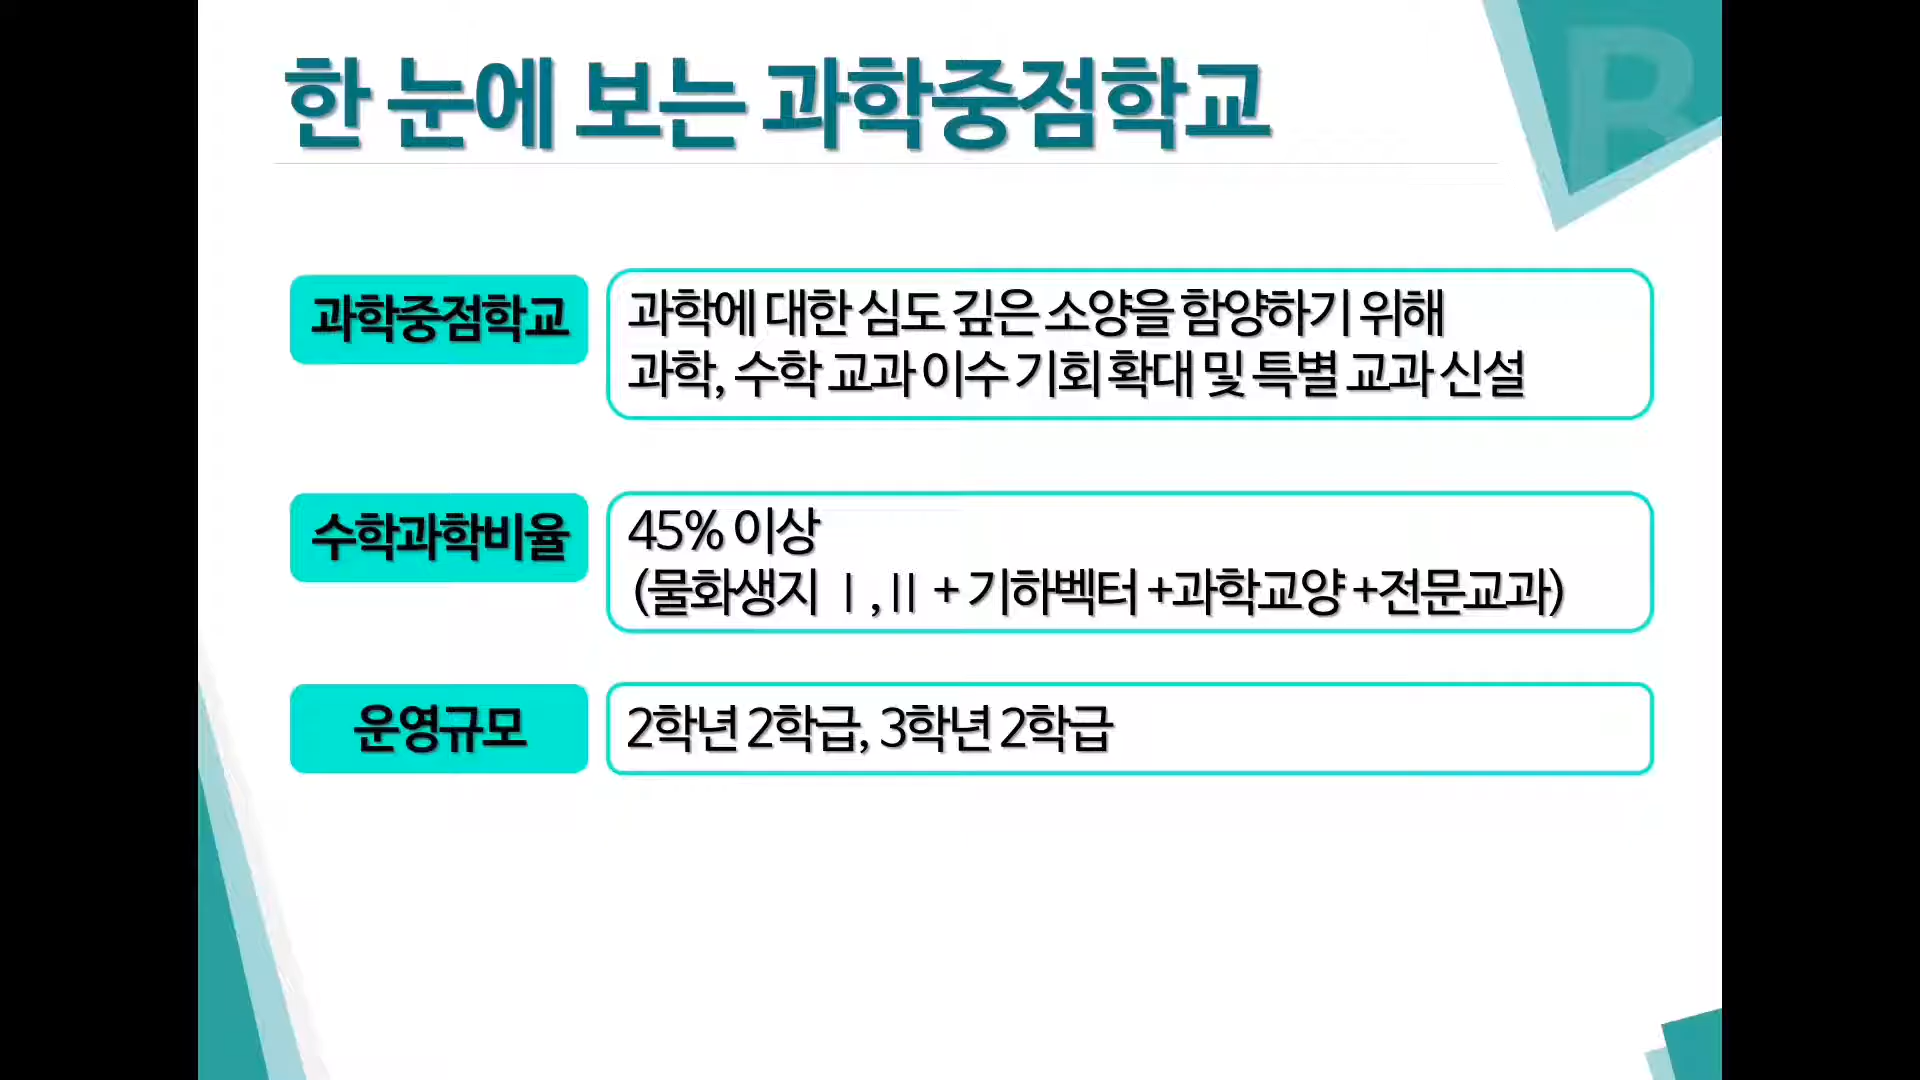 한 눈에 보는 과학중점학교
B
과학중점학교
과학에 대한 심도 깊은 소양을 함양하기 위해
과학, 수학 교과 이수 기회 확대 및 특별 교과 신설
수학과학비율
45% 이상
(물화생지 Ⅰ,Ⅱ + 기하벡터 +과학교양 +전문교과)
운영규모
2학년 2학급, 3학년 2학급